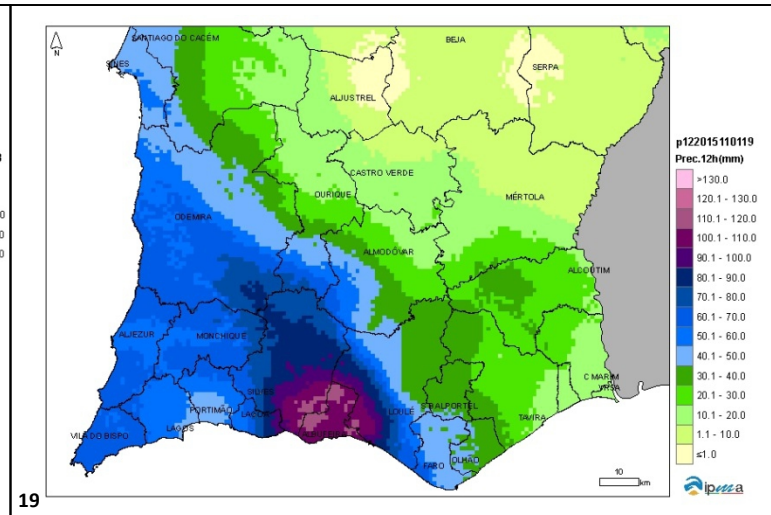 SANTIAGO DO CACÉM
BEJA
N
SINES
SERPA
ALJUSTREL
CASTRO VERDE
OURIQUE
MÉRTOLA
ODEMIRA
ALMODÓVAR
ALCOUTIM
ALJEZUR
MONCHIQUE
C.MARIM
VRSA
SILVES
PORTIMÃO
LAGOA
LOULÉ
S.B.ALPORTEL
TAVIRA
LAGOS
VILA DO BISPO
FARO
OLHÃO
10
km
19
p122015110119
Prec.12h(mm)
>130.0
120.1 - 130.0
110.1 - 120.0
100.1 - 110.0
90.1 - 100.0
80.1 - 90.0
70.1 - 80.0
60.1 - 70.0
50.1 - 60.0
40.1 - 50.0
30.1 - 40.0
20.1 - 30.0
10.1 - 20.0
1.1 - 10.0
≤1.0
ipma